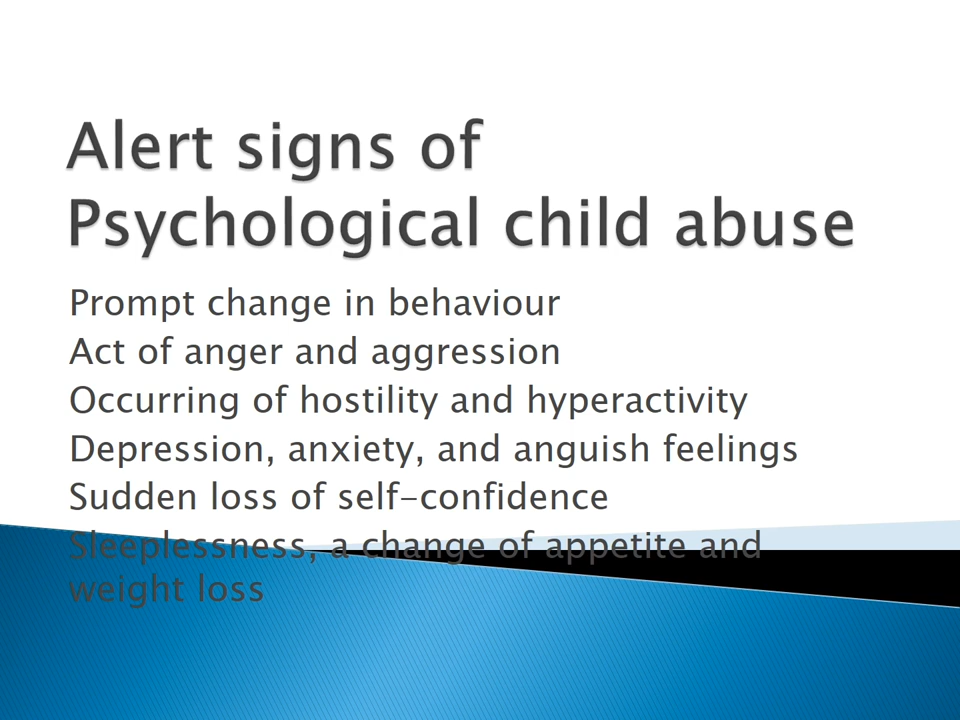 Alert signs of
Psychological child abuse
Prompt change in behaviour
Act of anger and aggression
Occurring of hostility and hyperactivity
Depression, anxiety, and anguish feelings
Sudden loss of self-confidence
Sleeplessness, a change of appetite and
weight loss